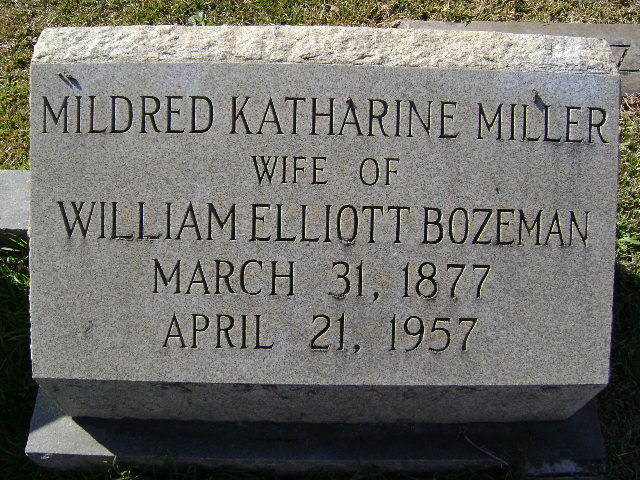 MILDRED KATHARINE MILLER
WIFE OF
WILLIAM ELLIOTT BOZEMAN
MARCH 31, 1877
APRIL 21, 1957